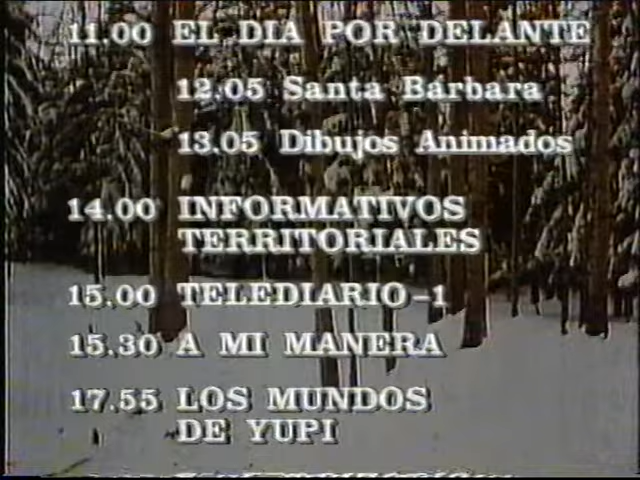 11.00 EL DIA POR DELANTE
12.05 Santa Bárbara
13.05 Dibujos Animados
14.00 INFORMATIVOS
TERRITORIALES
15.00 TELEDIARIO-1
15.30 A MI MANERA
17.55 LOS MUNDOS
DE YUPI